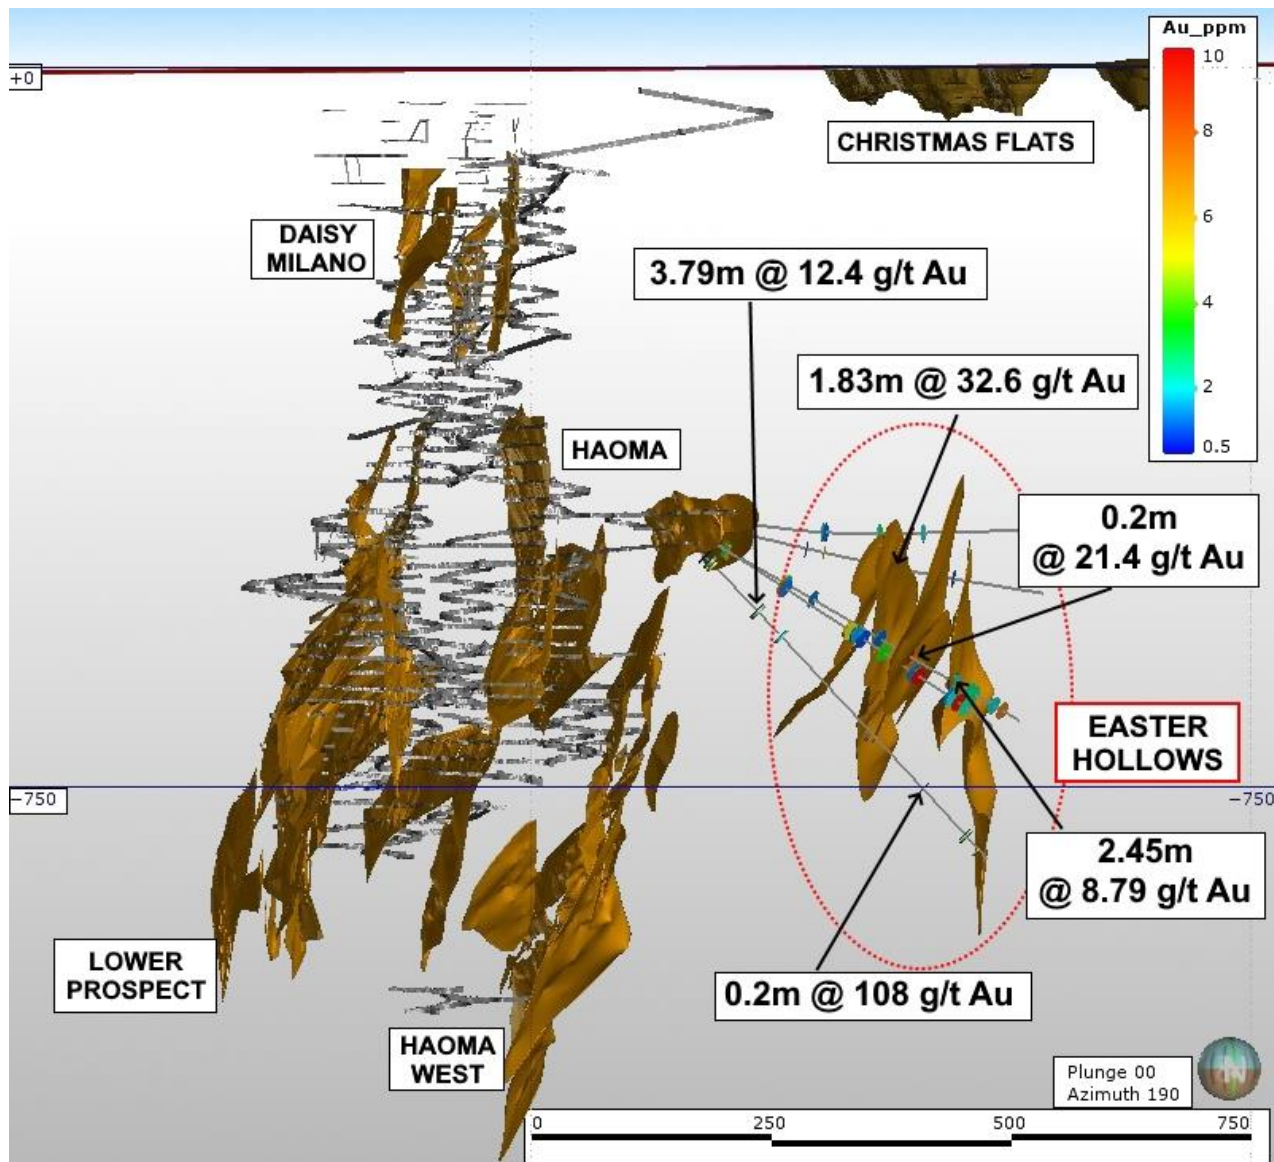 Au_ppm
10
8
6
4
2
0.5
+0
CHRISTMAS FLATS
DAISY
MILANO
3.79m @ 12.4 g/t Au
1.83m @ 32.6 g/t Au
HAOMA
0.2m
@ 21.4 g/t Au
EASTER
HOLLOWS
−750
−750
2.45m
@ 8.79 g/t Au
LOWER
PROSPECT
0.2m @ 108 g/t Au
HAOMA
WEST
Plunge 00
Azimuth 190
0 250 500 750